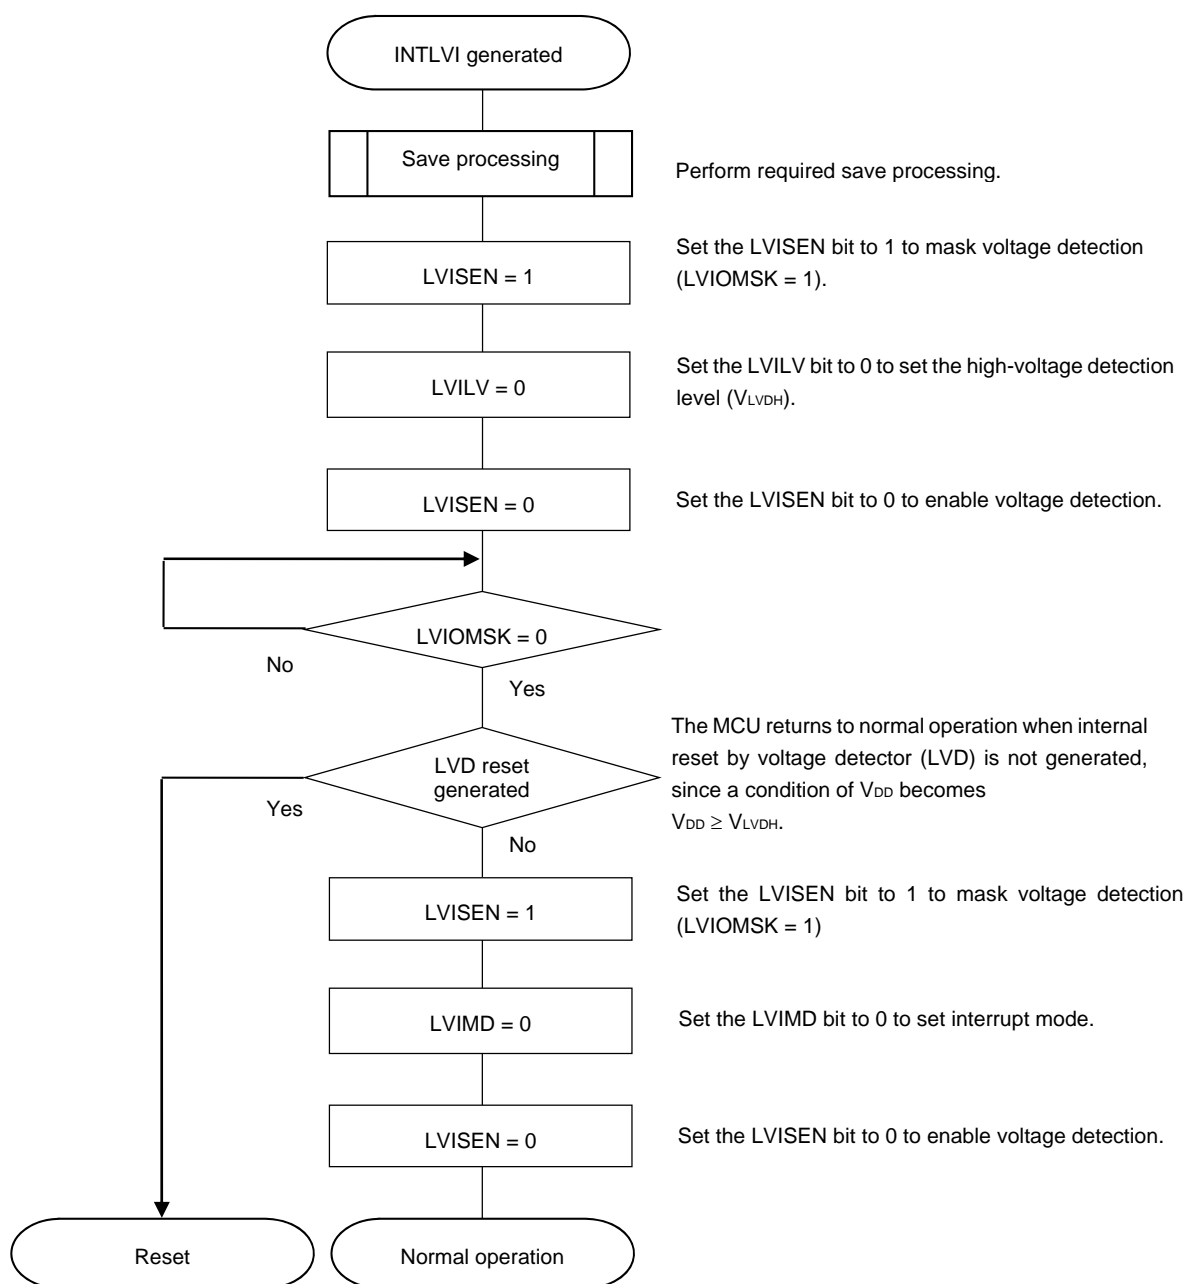 INTLVI generated
Save processing
Perform required save processing.
LVISEN = 1
Set the LVISEN bit to 1 to mask voltage detection
(LVIOMSK = 1).
LVILV = 0
Set the LVILV bit to 0 to set the high-voltage detection
level (VLVDH).
LVISEN = 0
Set the LVISEN bit to 0 to enable voltage detection.
LVIOMSK = 0
No
Yes
LVD reset
generated
The MCU returns to normal operation when internal
reset by voltage detector (LVD) is not generated,
since a condition of VDD becomes
VDD ≥ VLVDH.
Yes
No
LVISEN = 1
Set the LVISEN bit to 1 to mask voltage detection
(LVIOMSK = 1)
LVIMD = 0
Set the LVIMD bit to 0 to set interrupt mode.
LVISEN = 0
Set the LVISEN bit to 0 to enable voltage detection.
Reset
Normal operation